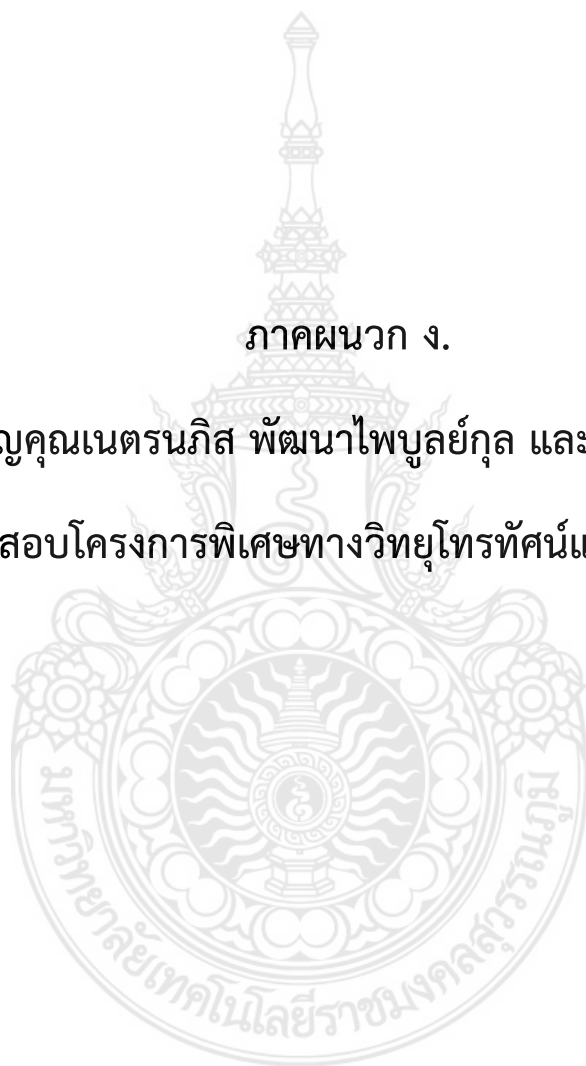 ภาคผนวก ง.
ญคุณเนตรนภิส พัฒนาไพบูลย์กุล และ
สอบโครงการพิเศษทางวิทยุโทรทัศน์แ
มหาวิทยาลัยเทคโนโลยีราชมงคลสุวรรณภูมิ